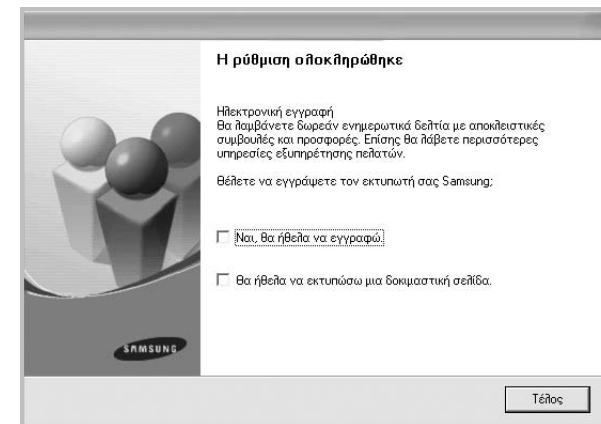 Η ρύθμιση ολοκληρώθηκε
Ηλεκτρονική εγγραφή
Θα λαμβάνετε δωρεάν ενημερωτικά δελτία με αποκλειστικές
συμβουλές και προσφορές. Επίσης θα λάβετε περισσότερες
υπηρεσίες εξυπηρέτησης πελατών.
Θέλετε να εγγράψετε τον εκτυπωτή σας Samsung;
Ναι, θα ήθελα να εγγραφώ.
Θα ήθελα να εκτυπώσω μια δοκιμαστική σελίδα.
SAMSUNG
Τέλος